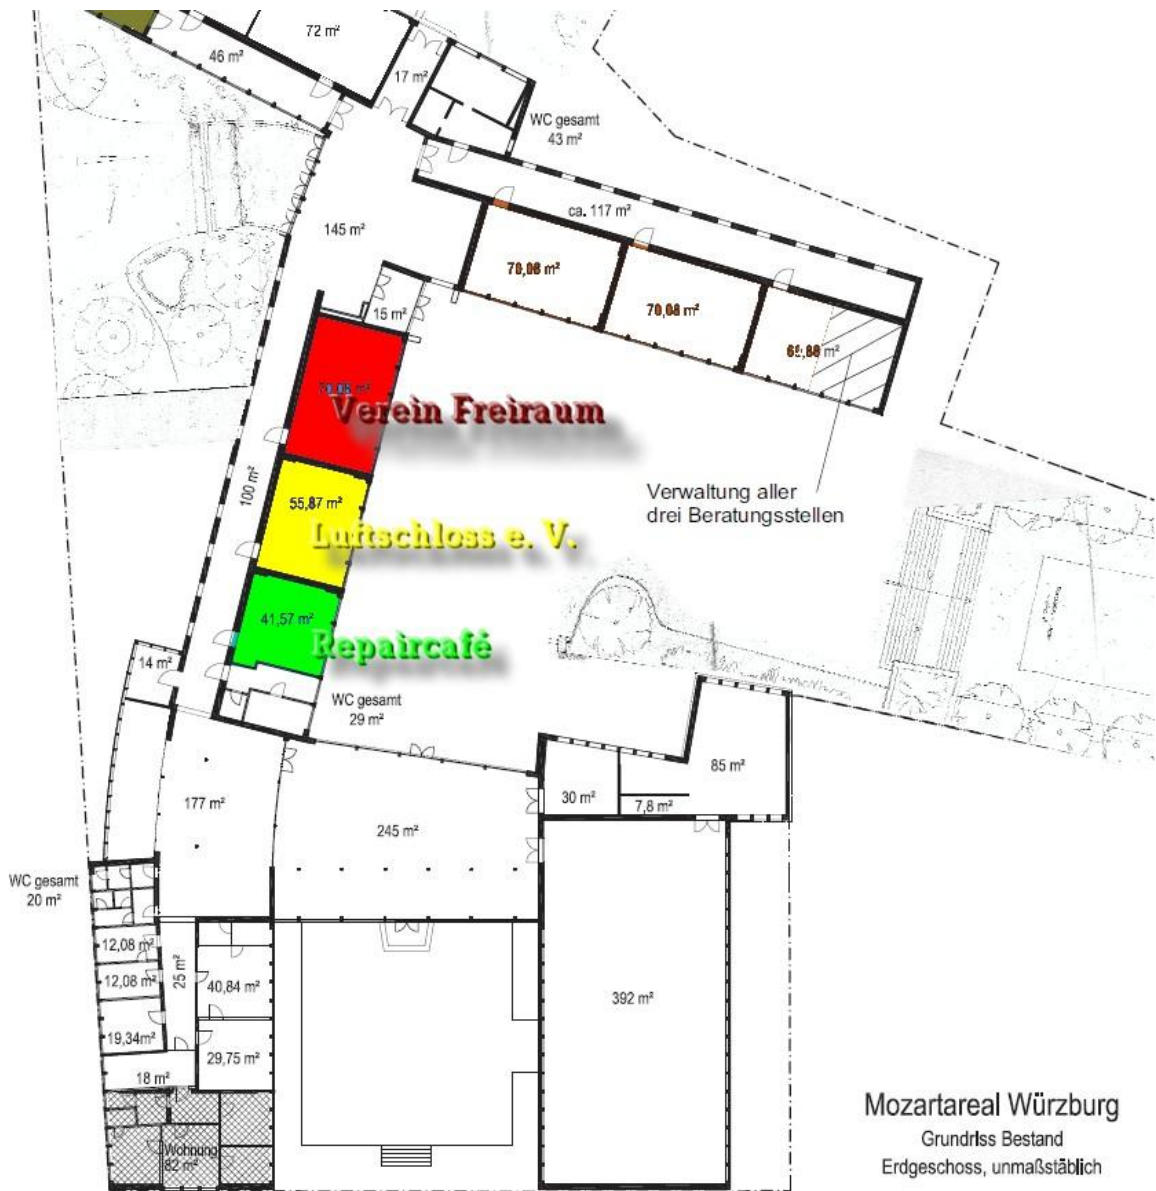 72 m²
46 m²
17 m²
WC gesamt
43 m²
ca. 117 m²
145 m²
70,08 m²
15 m²
70,08 m²
m²
m²
Verein Freiraum
100 m²
55,87 m²
Verwaltung aller
drei Beratungsstellen
Luftschloss e. V.
41,57 m²
Repaircafé
14 m²
WC gesamt
29 m²
85 m²
30 m²
7,8 m²
177 m²
245 m²
WC gesamt
20 m²
12,08 m²
25 m²
12,08 m²
40,84 m²
392 m²
19,34m²
29,75 m²
18 m²
Mozartareal Würzburg
Grundriss Bestand
Erdgeschoss, unmaßstäblich
Wohnung
82 m²